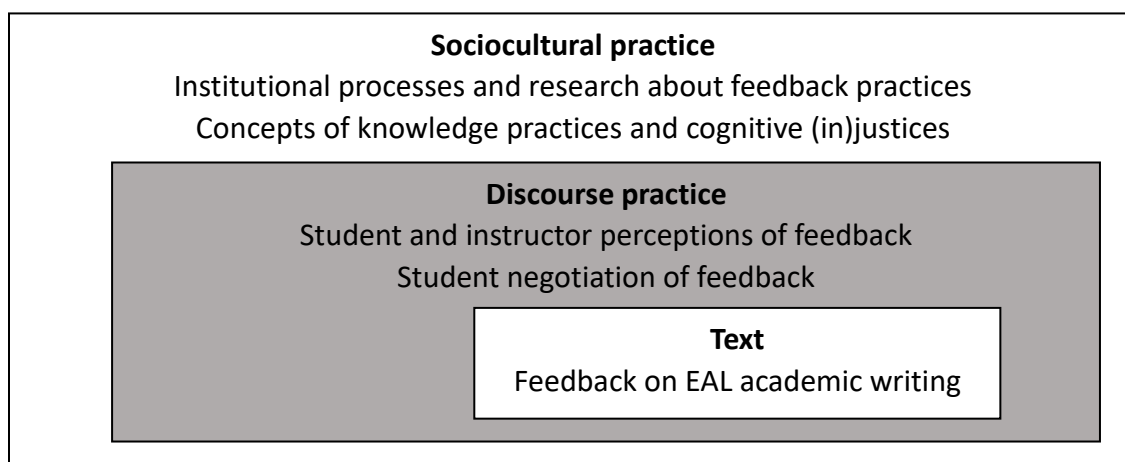 Sociocultural practice
Institutional processes and research about feedback practices
Concepts of knowledge practices and cognitive (in)justices
Discourse practice
Student and instructor perceptions of feedback
Student negotiation of feedback
Text
Feedback on EAL academic writing